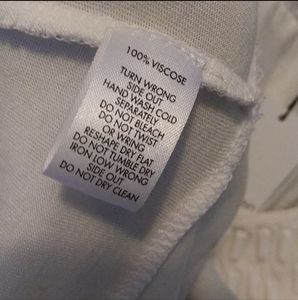 100% VISCOSE
TURN WRONG
SIDE OUT
HAND WASH COLD
SEPARATELY
DO NOT BLEACH
DO NOT TWIST
OR WRING
RESHAPE DRY FLAT
DO NOT TUMBLE DRY
IRON LOW WRONG
SIDE OUT
DO NOT DRY CLEAN